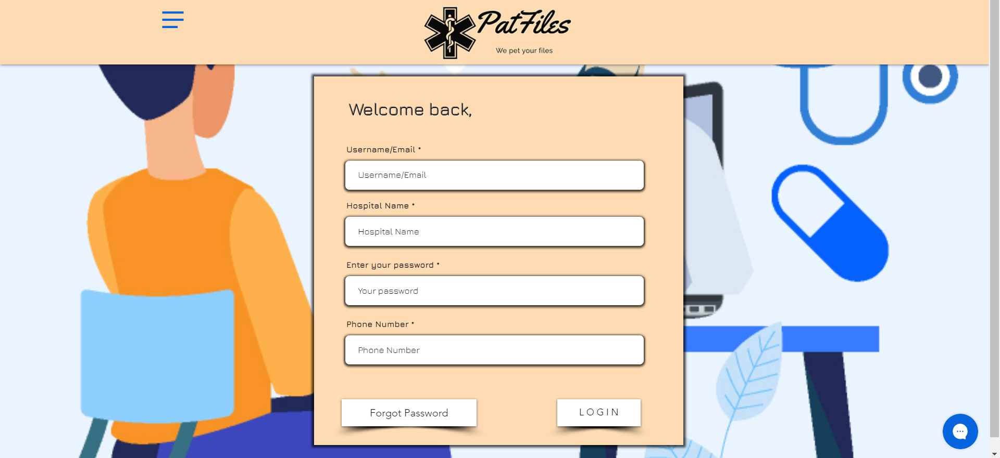 PatFiles
We pet your files
Welcome back,
Username/Email *
Username/Email
Hospital Name *
Hospital Name
Enter your password *
Your password
Phone Number *
Phone Number
Forgot Password
LOGIN